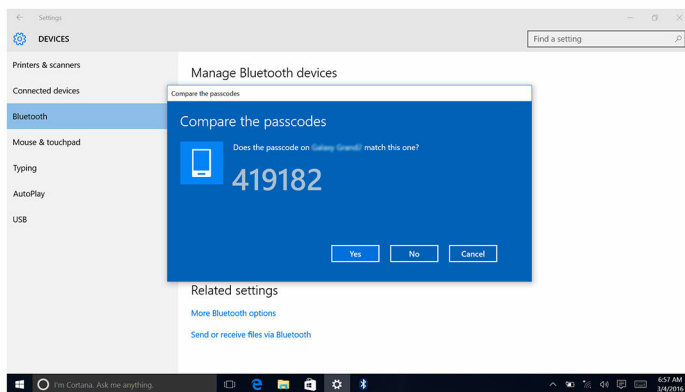 Settings
DEVICES
Find a setting
Printers & scanners
Connected devices
Bluetooth
Mouse & touchpad
Typing
AutoPlay
USB
Manage Bluetooth devices
Compare the passcodes
Compare the passcodes
Does the passcode on Galaxy Grand2 match this one?
419182
Yes No Cancel
Related settings
More Bluetooth options
Send or receive files via Bluetooth
I'm Cortana. Ask me anything.
6:57 AM
3/4/2016